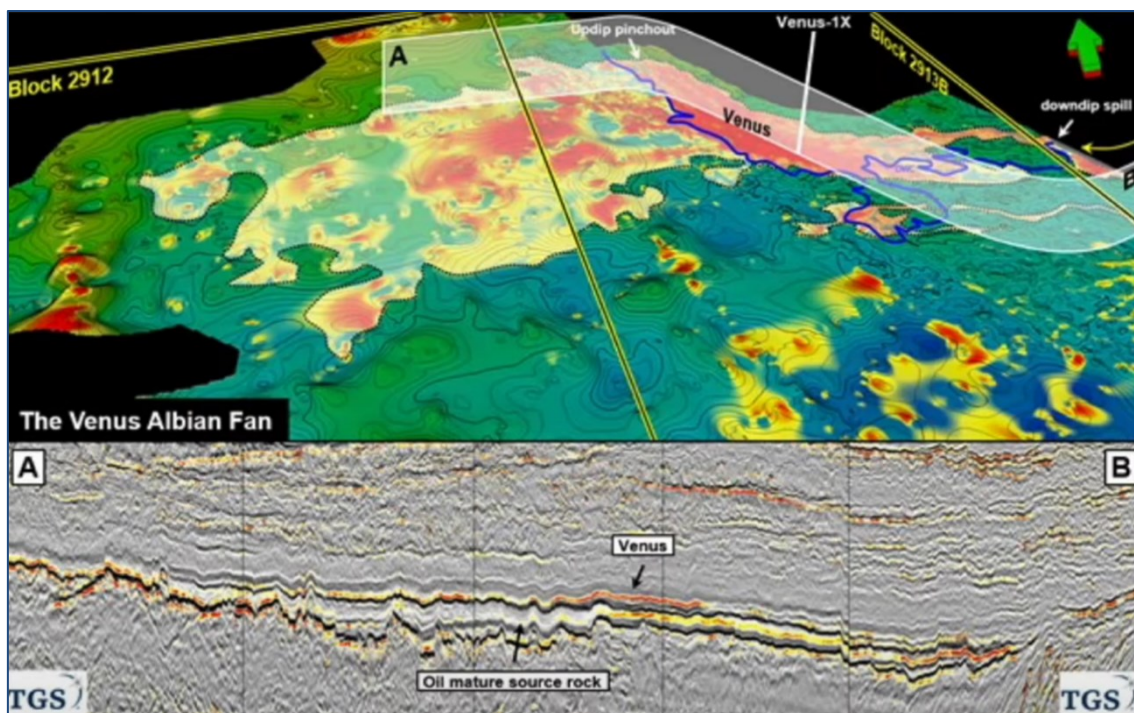 Block 2912
A
Updip pinchout
Venus-1X
Block 2913B
downdip spill
Venus
B
The Venus Albian Fan
A
B
Venus
Oil mature source rock
TGS
TGS